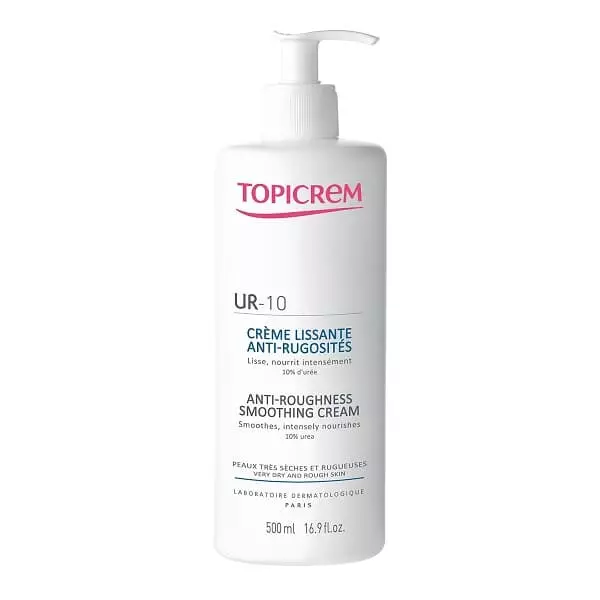 TOPICREM
UR-10
CRÈME LISSANTE
ANTI-RUGOSITÉS
Lisse, nourrit intensément
10% d'urée
ANTI-ROUGHNESS
SMOOTHING CREAM
Smoothes, intensely nourishes
10% urea
PEAUX TRÈS SÈCHES ET RUGUEUSES
VERY DRY AND ROUGH SKIN
LABORATOIRE DERMATOLOGIQUE
PARIS
500 ml 16.9 fl.oz.